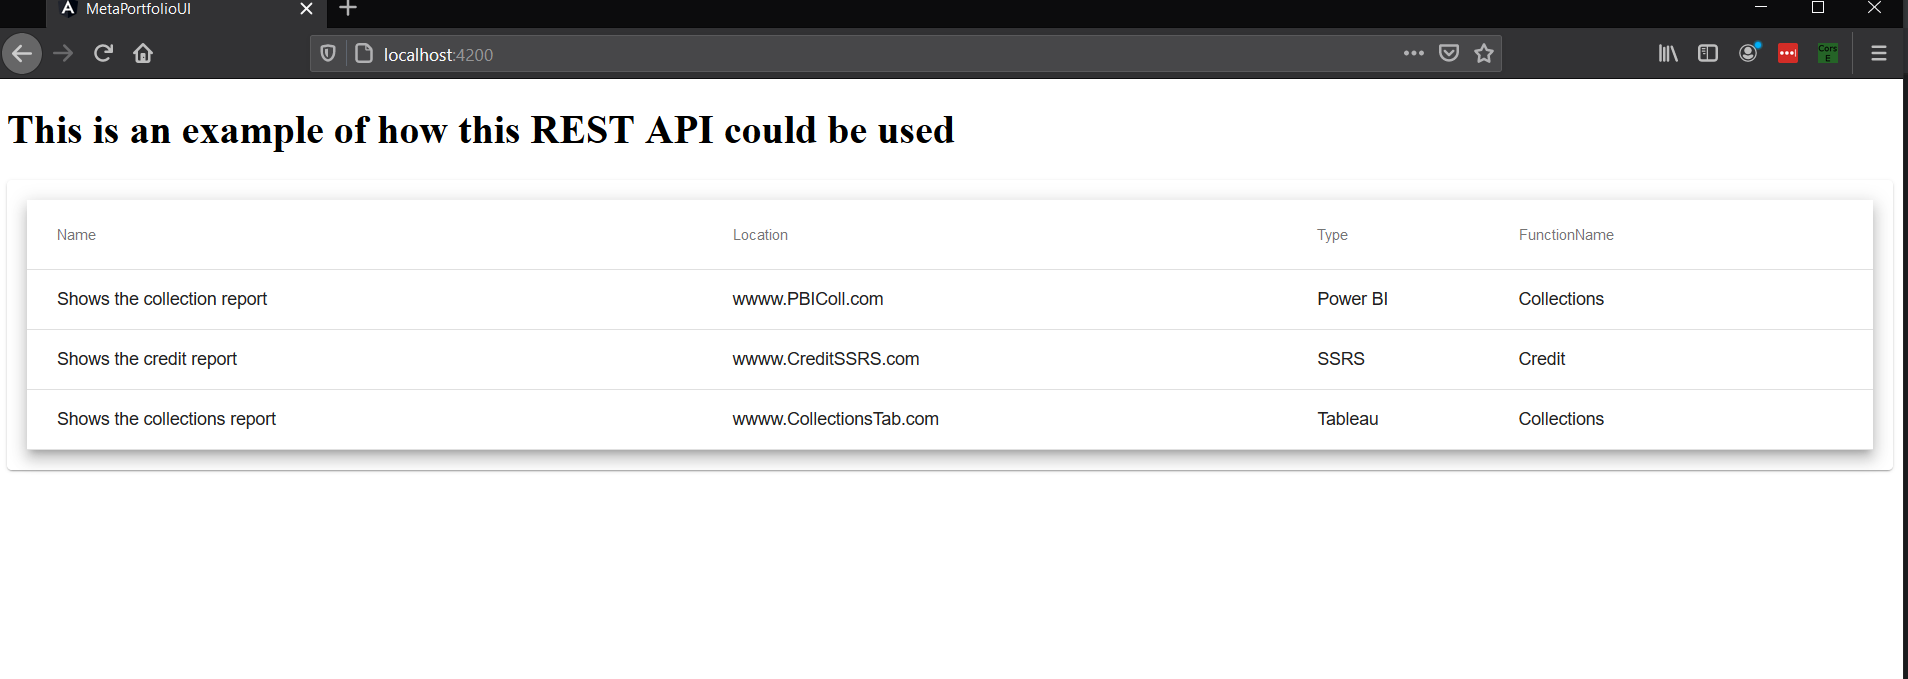 MetaPortfolioUI
localhost:4200
Cors
E
This is an example of how this REST API could be used
Name Location Type FunctionName
Shows the collection report wwww.PBIColl.com Power BI Collections
Shows the credit report wwww.CreditSSRS.com SSRS Credit
Shows the collections report wwww.CollectionsTab.com Tableau Collections